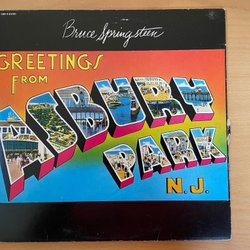 Bruce Springsteen
GREETINGS
FROM
ASBURY
PARK
N.J.